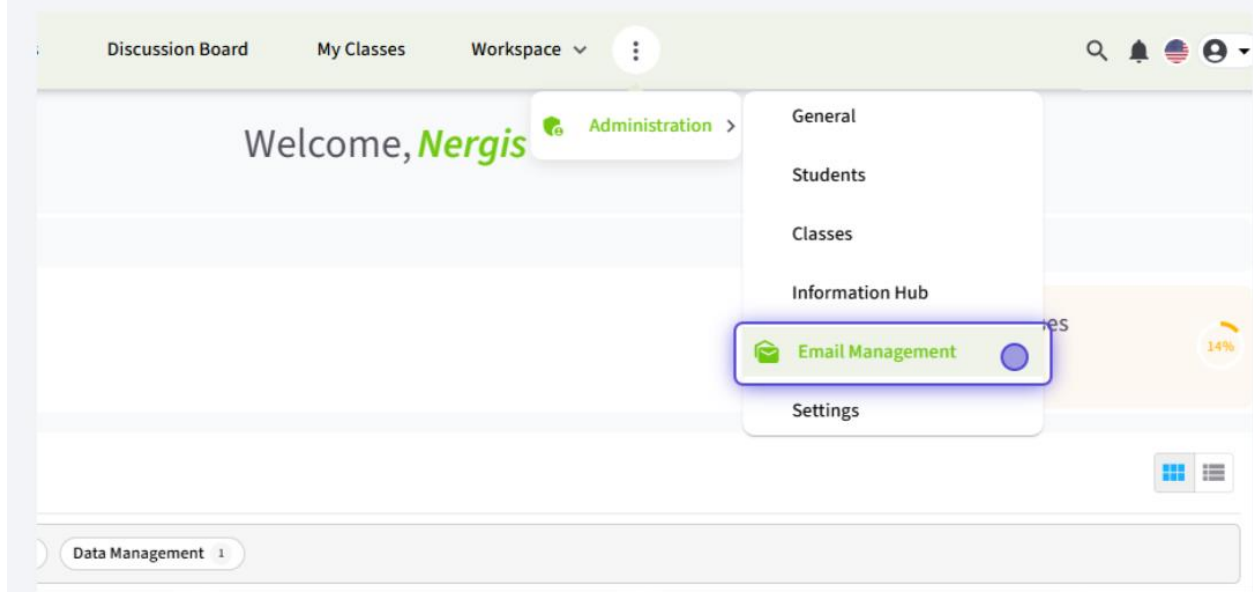 Discussion Board My Classes Workspace
Administration
Welcome, Nergis
General
Students
Classes
Information Hub
Email Management
Settings
14%
Data Management 1